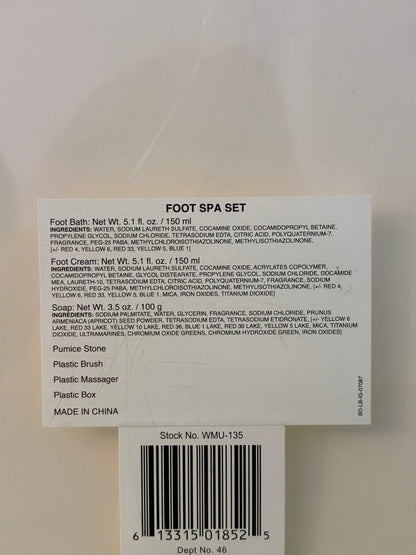 FOOT SPA SET
Foot Bath: Net Wt. 5.1 fl. oz. / 150 ml
INGREDIENTS: WATER, SODIUM LAURETH SULFATE, COCAMINE OXIDE, COCAMIDOPROPYL BETAINE,
PROPYLENE GLYCOL, SODIUM CHLORIDE, TETRASODIUM EDTA, CITRIC ACID, POLYQUATERNIUM-7,
FRAGRANCE, PEG-25 PABA, METHYLCHLOROISOTHIAZOLINONE, METHYLISOTHIAZOLINONE,
[+/- RED 4, YELLOW 6, RED 33, YELLOW 5, BLUE 1]
Foot Cream: Net Wt. 5.1 fl. oz. / 150 ml
INGREDIENTS: WATER, SODIUM LAURETH SULFATE, COCAMINE OXIDE, ACRYLATES COPOLYMER,
COCAMIDOPROPYL BETAINE, GLYCOL DISTEARATE, PROPYLENE GLYCOL, SODIUM CHLORIDE, COCAMIDE
MEA, LAURETH-10, TETRASODIUM EDTA, CITRIC ACID, POLYQUATERNIUM-7, FRAGRANCE, SODIUM
HYDROXIDE, PEG-25 PABA, METHYLCHLOROISOTHIAZOLINONE, METHYLISOTHIAZOLINONE, [+/- RED 4,
YELLOW 6, RED 33, YELLOW 5, BLUE 1, MICA, IRON OXIDES, TITANIUM DIOXIDE]
Soap: Net Wt. 3.5 oz. / 100 g
INGREDIENTS: SODIUM PALMITATE, WATER, GLYCERIN, FRAGRANCE, SODIUM CHLORIDE, PRUNUS
ARMENIACA (APRICOT) SEED POWDER, TETRASODIUM EDTA, TETRASODIUM ETIDRONATE, [+/- YELLOW 6
LAKE, RED 33 LAKE, YELLOW 10 LAKE, RED 36, BLUE 1 LAKE, RED 30 LAKE, YELLOW 5 LAKE, MICA, TITANIUM
DIOXIDE, ULTRAMARINES, CHROMIUM OXIDE GREENS, CHROMIUM HYDROXIDE GREEN, IRON OXIDES]
Pumice Stone
Plastic Brush
Plastic Massager
Plastic Box
MADE IN CHINA
BD-LB-IG-07087
Stock No. WMU-135
6 13315 01852 5
Dept No. 46